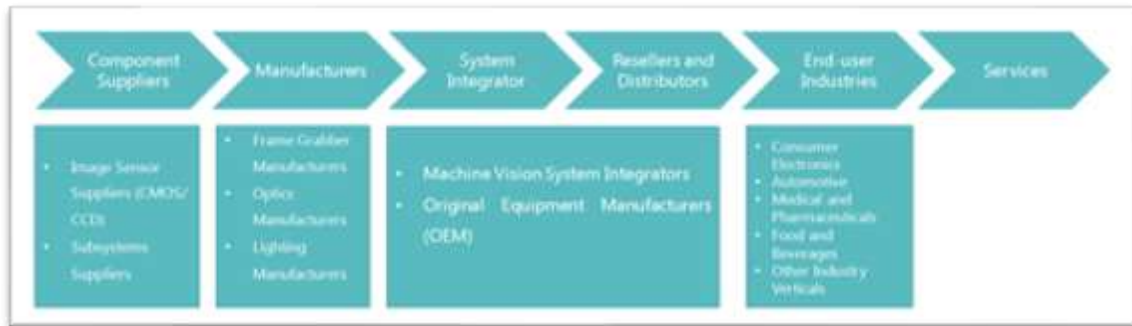 Component
Suppliers
Manufacturers
System
Integrator
Resellers and
Distributors
End-user
Industries
Services
• Image Sensor
Suppliers (CMOS/
CCD)
• Subsystems
Suppliers
• Frame Grabber
Manufacturers
• Optics
Manufacturers
• Lighting
Manufacturers
• Machine Vision System Integrators
• Original Equipment Manufacturers
(OEM)
• Consumer
Electronics
• Automotive
• Medical and
Pharmaceuticals
• Food and
Beverages
• Other Industry
Verticals